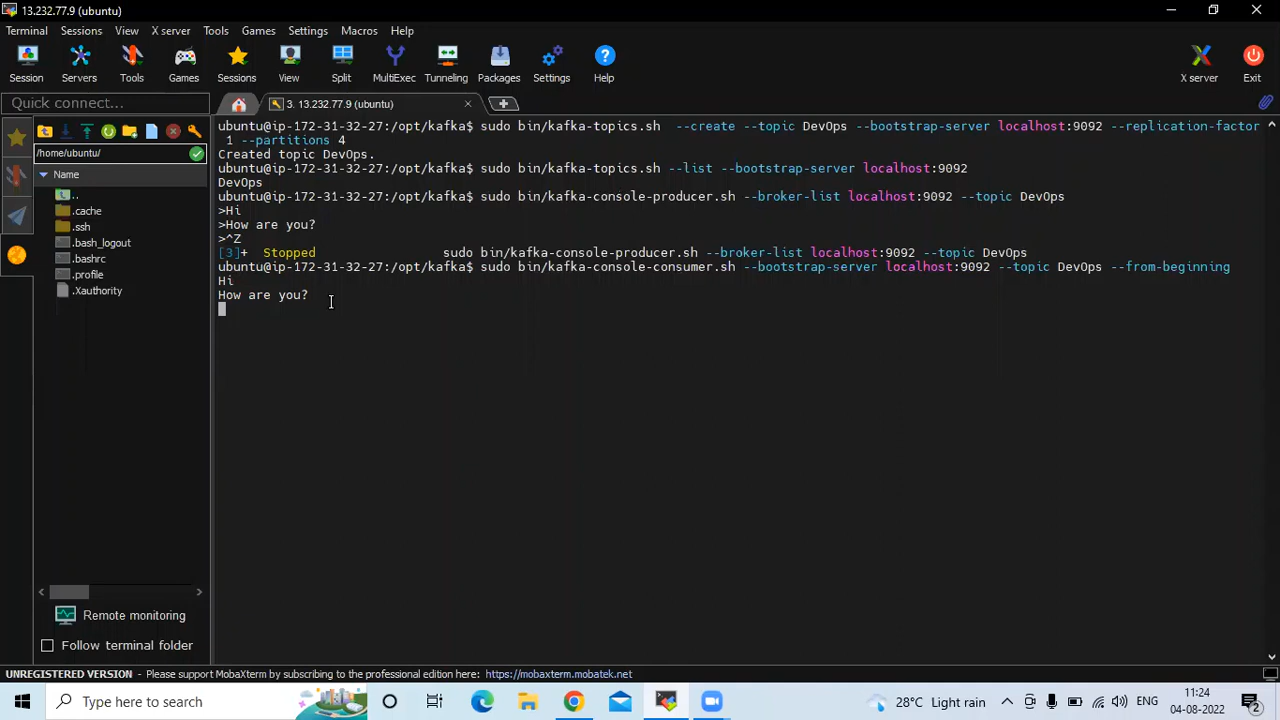 13.232.77.9 (ubuntu)
Terminal Sessions View X server Tools Games Settings Macros Help
Session Servers Tools Games Sessions View Split MultiExec Tunneling Packages Settings Help X server Exit
Quick connect...
3. 13.232.77.9 (ubuntu)
/home/ubuntu/
Name
..
.cache
.ssh
.bash_logout
.bashrc
.profile
.Xauthority
Remote monitoring
Follow terminal folder
ubuntu@ip-172-31-32-27:/opt/kafka$ sudo bin/kafka-topics.sh  --create --topic DevOps --bootstrap-server localhost:9092 --replication-factor
1 --partitions 4
Created topic DevOps.
ubuntu@ip-172-31-32-27:/opt/kafka$ sudo bin/kafka-topics.sh --list --bootstrap-server localhost:9092
DevOps
ubuntu@ip-172-31-32-27:/opt/kafka$ sudo bin/kafka-console-producer.sh --broker-list localhost:9092 --topic DevOps
>Hi
>How are you?
>^Z
[3]+  Stopped                 sudo bin/kafka-console-producer.sh --broker-list localhost:9092 --topic DevOps
ubuntu@ip-172-31-32-27:/opt/kafka$ sudo bin/kafka-console-consumer.sh --bootstrap-server localhost:9092 --topic DevOps --from-beginning
Hi
How are you?
UNREGISTERED VERSION - Please support MobaXterm by subscribing to the professional edition here: https://mobaxterm.mobatek.net
Type here to search
28°C Light rain
ENG
11:24
04-08-2022
2